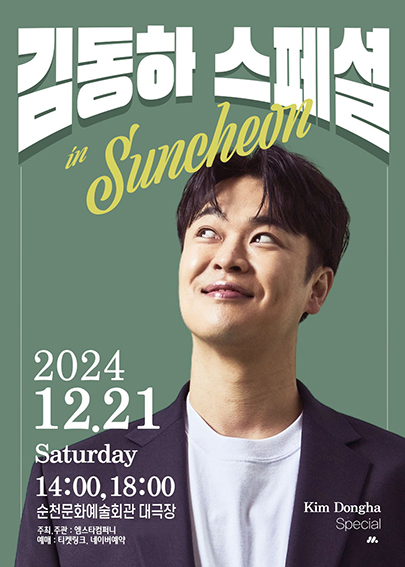 김동하 스페셜
in Suncheon
2024
12.21
Saturday
14:00, 18:00
순천문화예술회관 대극장
주최,주관 : 엠스타컴퍼니
예매 : 티켓링크, 네이버예약
Kim Dongha
Special
M.